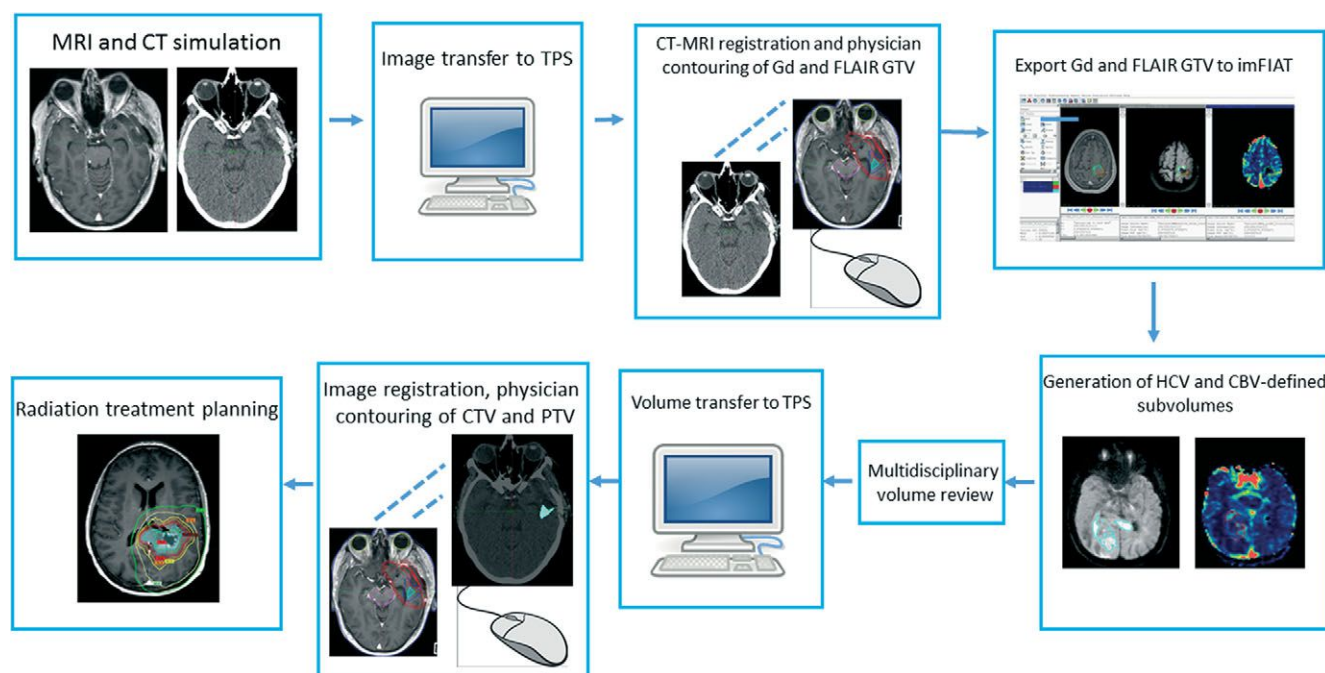 MRI and CT simulation
Image transfer to TPS
CT-MRI registration and physician
contouring of Gd and FLAIR GTV
Export Gd and FLAIR GTV to imFIAT
Generation of HCV and CBV-defined
subvolumes
Multidisciplinary
volume review
Volume transfer to TPS
Image registration, physician
contouring of CTV and PTV
Radiation treatment planning